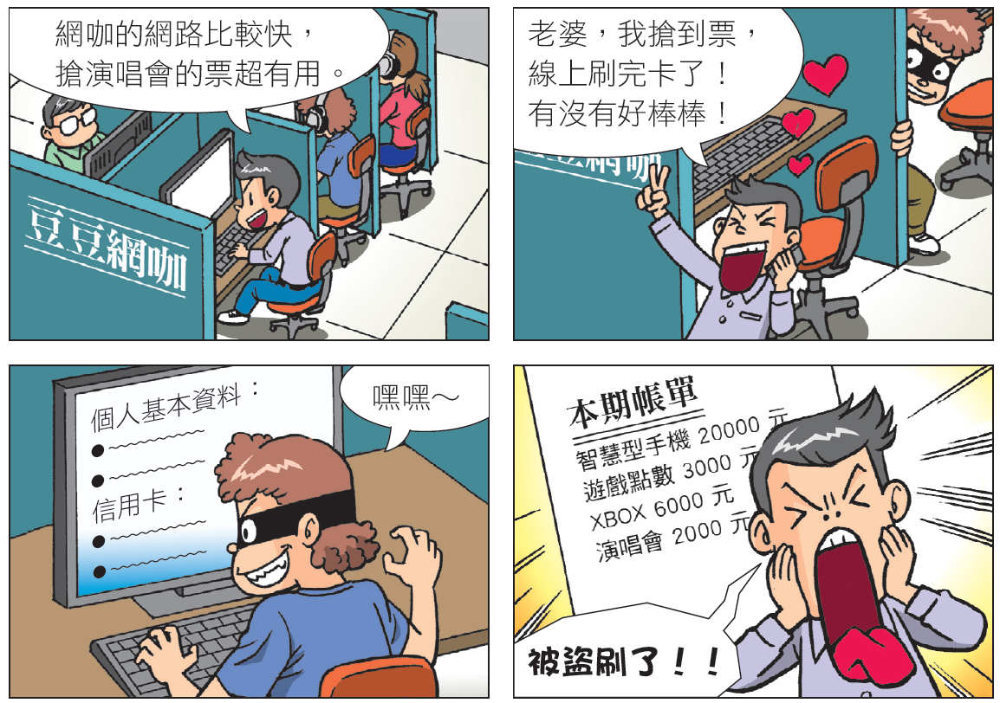 網咖的網路比較快，
搶演唱會的票超有用。
豆豆網咖
老婆，我搶到票，
線上刷完卡了！
有沒有好棒棒！
豆豆網咖
個人基本資料：
信用卡：
嘿嘿～
本期帳單
智慧型手機 20000 元
遊戲點數 3000 元
XBOX 6000 元
演唱會 2000 元
被盜刷了！！